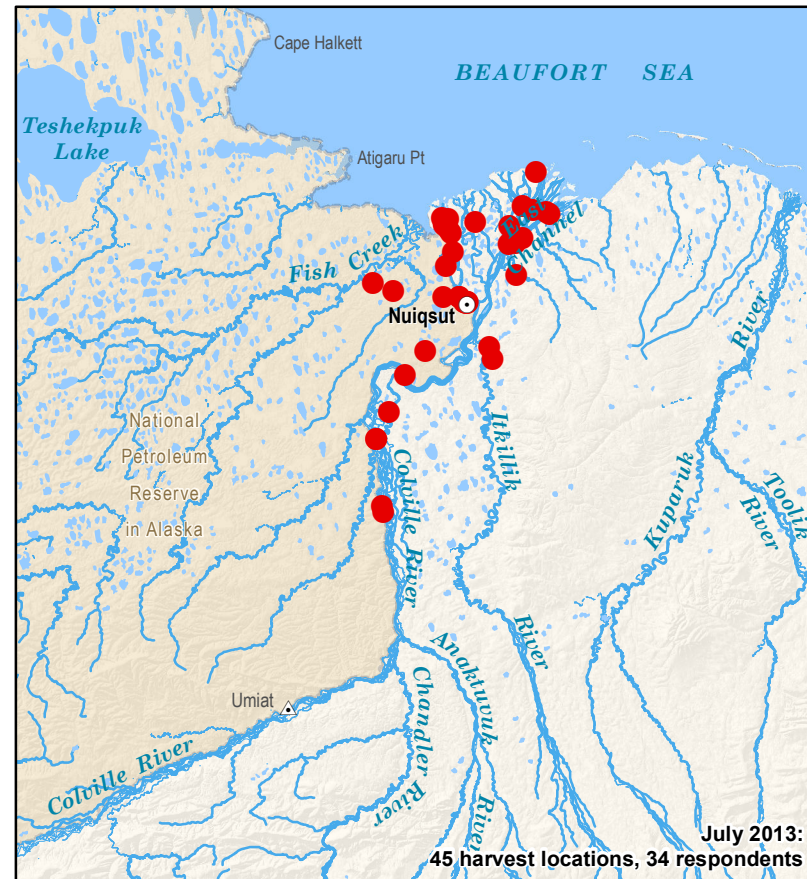 Cape Halkett
BEAUFORT SEA
Teshekpuk
Lake
Atigaru Pt
East
Channel
Fish Creek
Nuiqsut
River
National
Petroleum
Reserve
in Alaska
Itkillik
Colville River
Kuparuk
Toolik
River
River
Umiat
Anaktuvuk
Chandler
River
Colville River
River
July 2013:
45 harvest locations, 34 respondents